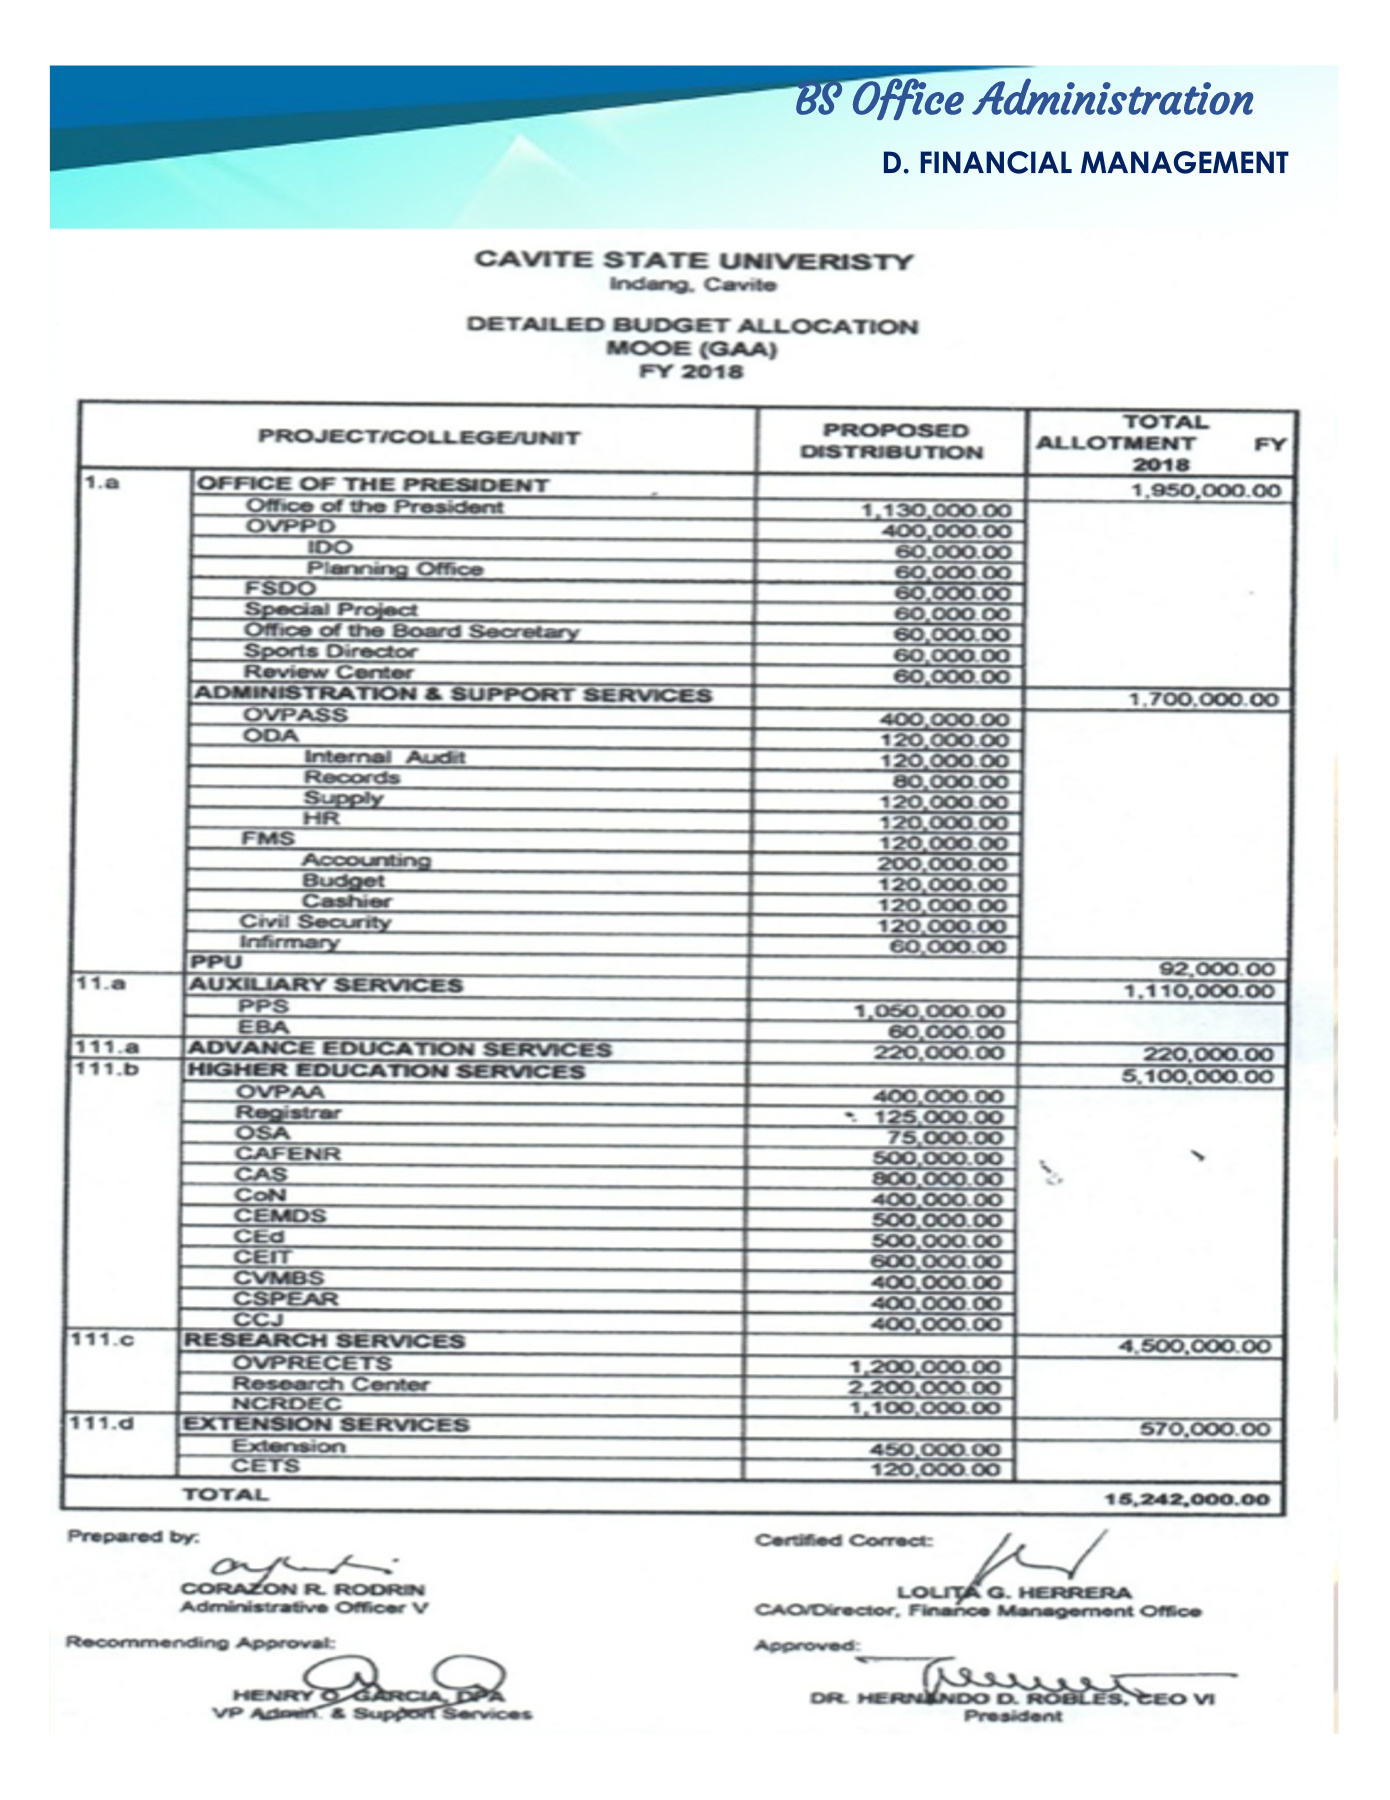 BS Office Administration
D. FINANCIAL MANAGEMENT
CAVITE STATE UNIVERISTY
Indang, Cavite
DETAILED BUDGET ALLOCATION
MOOE (GAA)
FY 2018
PROJECT/COLLEGE/UNIT PROPOSED DISTRIBUTION TOTAL ALLOTMENT FY 2018
1.a OFFICE OF THE PRESIDENT 1,950,000.00
Office of the President 1,130,000.00
OVPPD 400,000.00
IDO 60,000.00
Planning Office 60,000.00
FSDO 60,000.00
Special Project 60,000.00
Office of the Board Secretary 60,000.00
Sports Director 60,000.00
Review Center 60,000.00
ADMINISTRATION & SUPPORT SERVICES 1,700,000.00
OVPASS 400,000.00
ODA 120,000.00
Internal Audit 120,000.00
Records 80,000.00
Supply 120,000.00
HR 120,000.00
FMS 120,000.00
Accounting 200,000.00
Budget 120,000.00
Cashier 120,000.00
Civil Security 120,000.00
Infirmary 60,000.00
PPU 92,000.00
11.a AUXILIARY SERVICES 1,110,000.00
PPS 1,050,000.00
EBA 60,000.00
111.a ADVANCE EDUCATION SERVICES 220,000.00 220,000.00
111.b HIGHER EDUCATION SERVICES 5,100,000.00
OVPAA 400,000.00
Registrar 125,000.00
OSA 75,000.00
CAFENR 500,000.00
CAS 800,000.00
CoN 400,000.00
CEMDS 500,000.00
CEd 500,000.00
CEIT 600,000.00
CVMBS 400,000.00
CSPEAR 400,000.00
CCJ 400,000.00
111.c RESEARCH SERVICES 4,500,000.00
OVPRECETS 1,200,000.00
Research Center 2,200,000.00
NCRDEC 1,100,000.00
111.d EXTENSION SERVICES 570,000.00
Extension 450,000.00
CETS 120,000.00
TOTAL 15,242,000.00
Prepared by: Certified Correct:
CORAZON R. RODRIN LOLITA G. HERRERA
Administrative Officer V CAO/Director, Finance Management Office
Recommending Approval: Approved:
HENRY O. GARCIA, DPA DR. HERNANDO D. ROBLES, CEO VI
VP Admin. & Support Services President